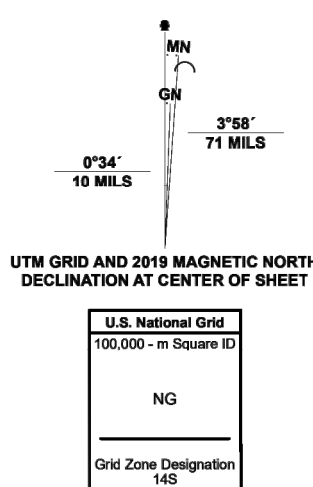 MN
GN
3°58´
71 MILS
0°34´
10 MILS
UTM GRID AND 2019 MAGNETIC NORTH
DECLINATION AT CENTER OF SHEET
U.S. National Grid
100,000 - m Square ID
NG
Grid Zone Designation
14S